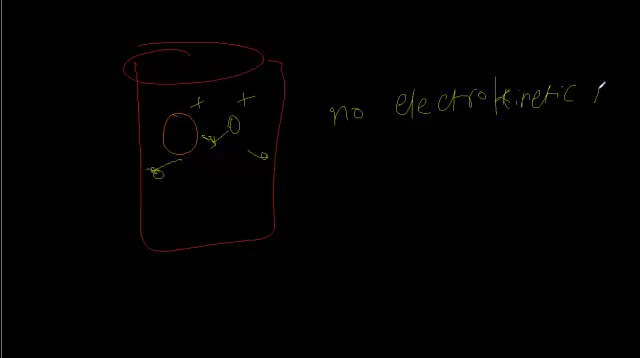 + +
no electrokinetic